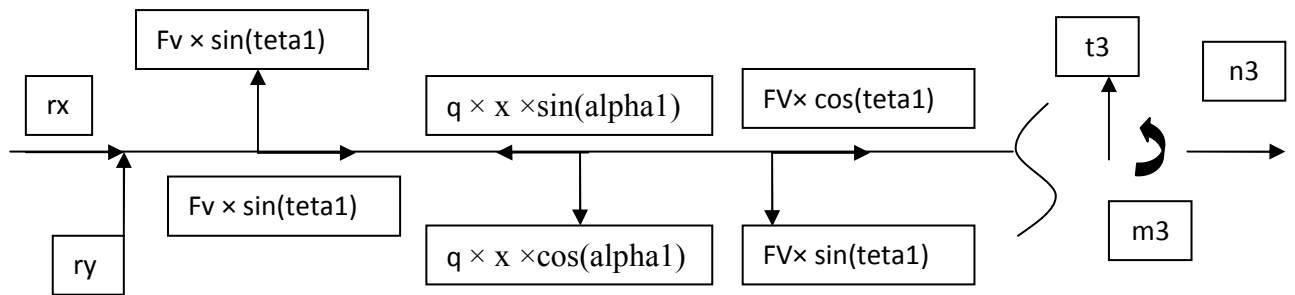 Fv × sin(teta1)
t3
n3
rx
q × x ×sin(alpha1)
FV× cos(teta1)
Fv × sin(teta1)
ry
q × x ×cos(alpha1)
FV× sin(teta1)
m3